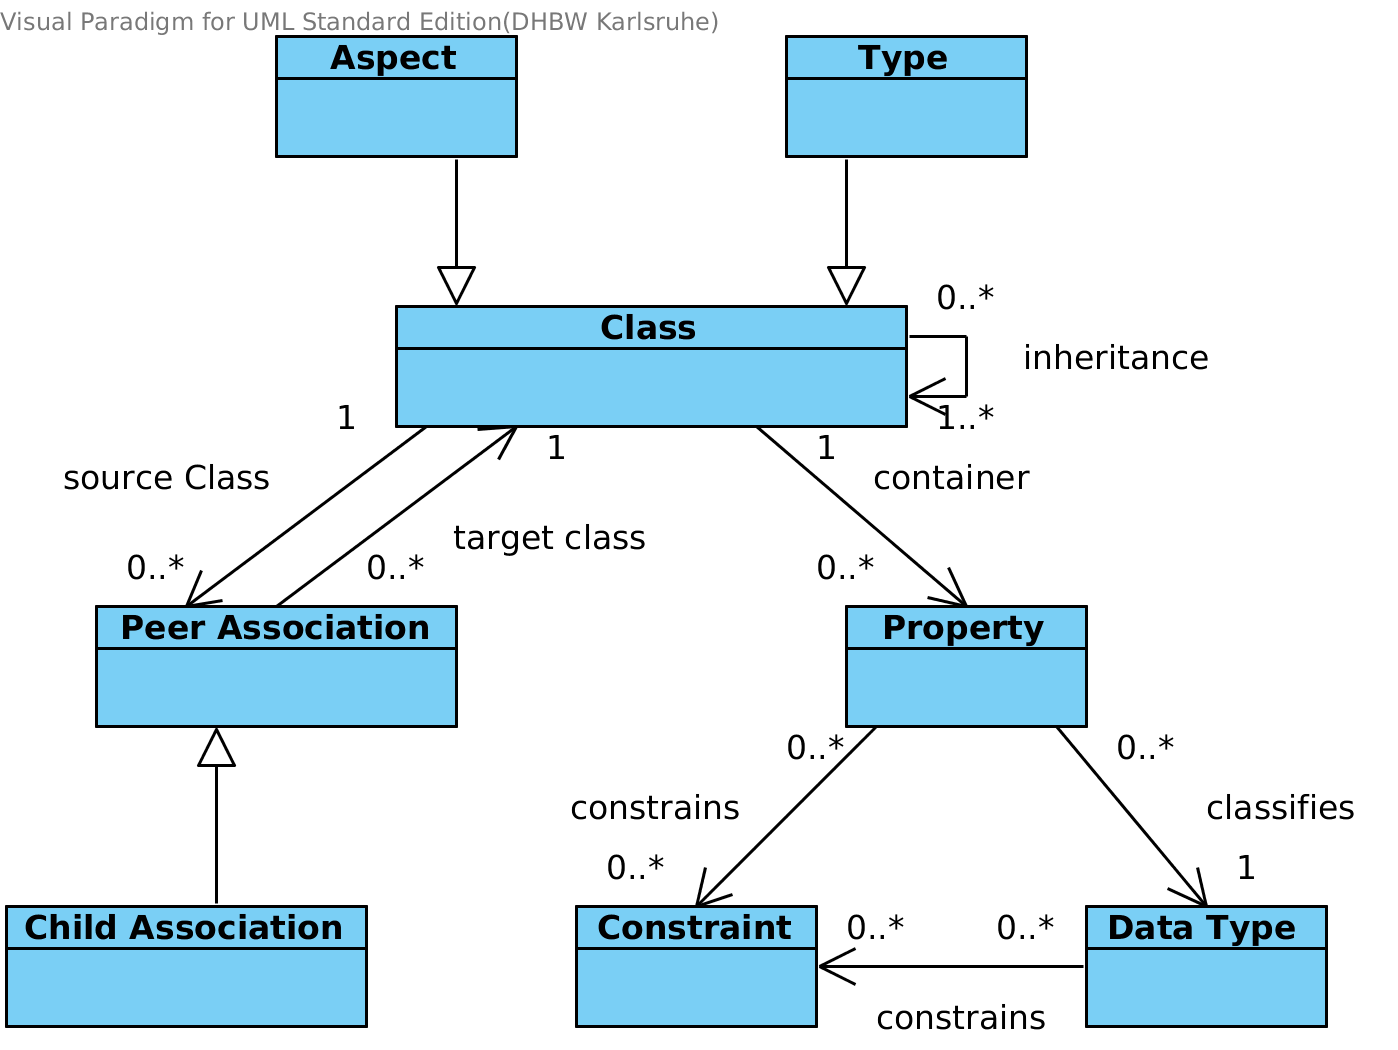 Visual Paradigm for UML Standard Edition(DHBW Karlsruhe)
Aspect
Type
Class
0..*
inheritance
1..*
1
1
1
source Class
container
target class
0..*
0..*
0..*
Peer Association
Property
0..*
0..*
constrains
classifies
0..*
1
Child Association
Constraint
0..*
0..*
Data Type
constrains